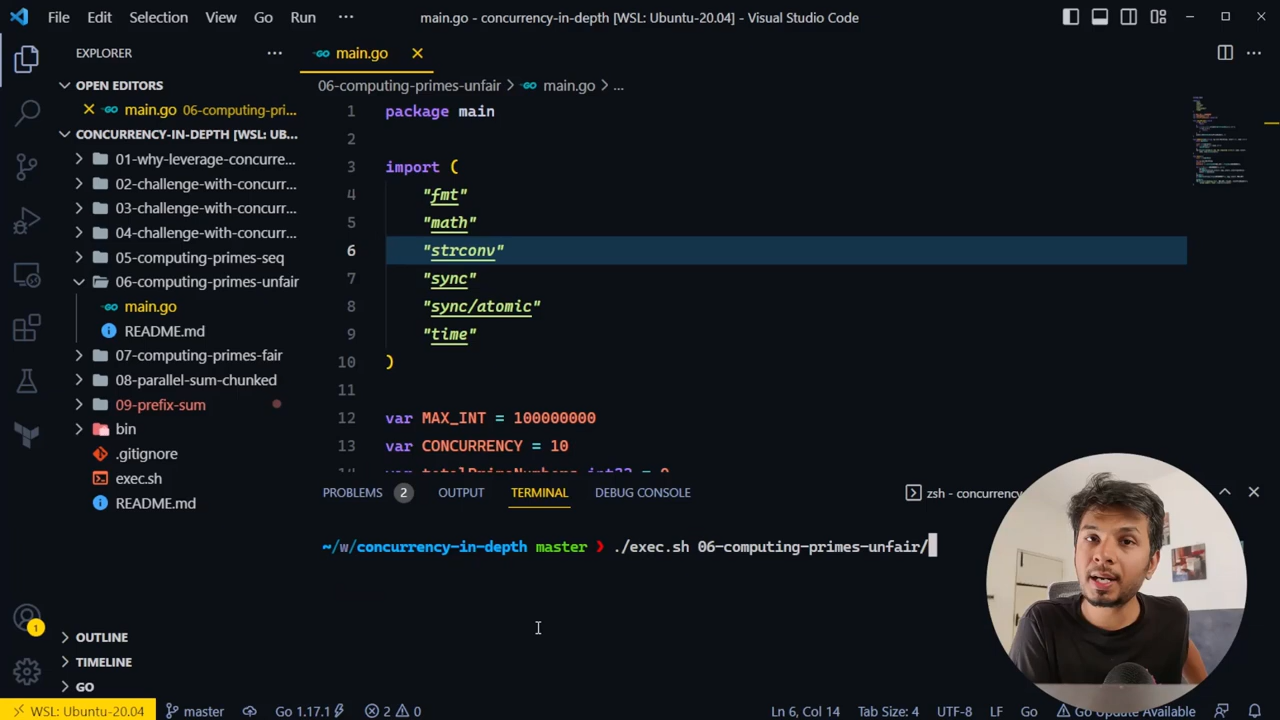 File Edit Selection View Go Run ··· main.go - concurrency-in-depth [WSL: Ubuntu-20.04] - Visual Studio Code
EXPLORER ···
main.go
OPEN EDITORS
main.go 06-computing-pri...
CONCURRENCY-IN-DEPTH [WSL: UB...
01-why-leverage-concurre...
02-challenge-with-concurr...
03-challenge-with-concurr...
04-challenge-with-concurr...
05-computing-primes-seq
06-computing-primes-unfair
main.go
README.md
07-computing-primes-fair
08-parallel-sum-chunked
09-prefix-sum
bin
.gitignore
exec.sh
README.md
OUTLINE
TIMELINE
GO
06-computing-primes-unfair > main.go > ...
1 package main
2
3 import (
4 "fmt"
5 "math"
6 "strconv"
7 "sync"
8 "sync/atomic"
9 "time"
10 )
11
12 var MAX_INT = 100000000
13 var CONCURRENCY = 10
14 var totalPrimeNumbers int32 = 0
PROBLEMS 2 OUTPUT TERMINAL DEBUG CONSOLE zsh - concurrency
~/w/concurrency-in-depth master ❯ ./exec.sh 06-computing-primes-unfair/
1
WSL: Ubuntu-20.04 master Go 1.17.1 2 0 Ln 6, Col 14 Tab Size: 4 UTF-8 LF Go Go Update Available